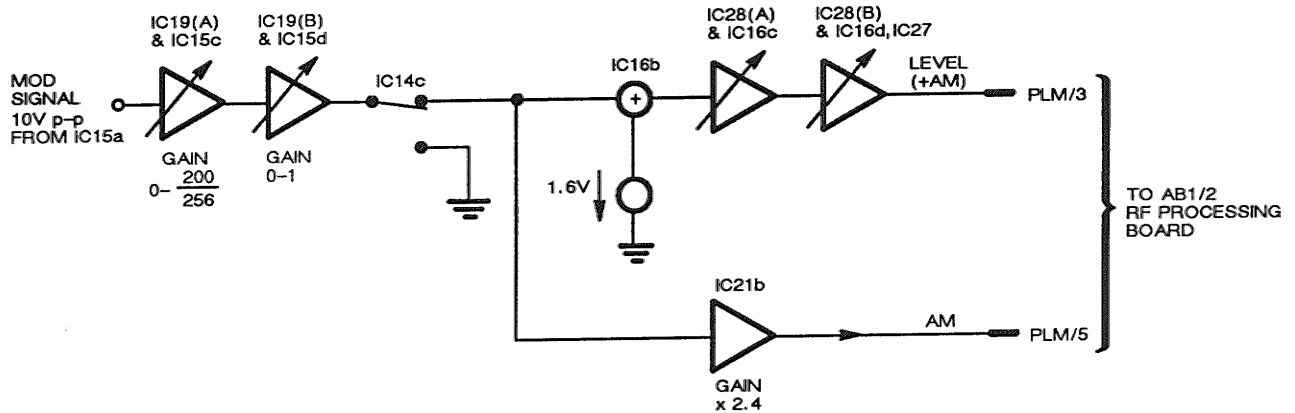 IC19(A)
& IC15c
IC19(B)
& IC15d
IC14c
IC16b
IC28(A)
& IC16c
IC28(B)
& IC16d, IC27
MOD
SIGNAL
10V p-p
FROM IC15a
GAIN
0- 200
256
GAIN
0-1
+
1.6V
LEVEL
(+AM)
PLM/3
TO AB1/2
RF PROCESSING
BOARD
IC21b
GAIN
x 2.4
AM
PLM/5